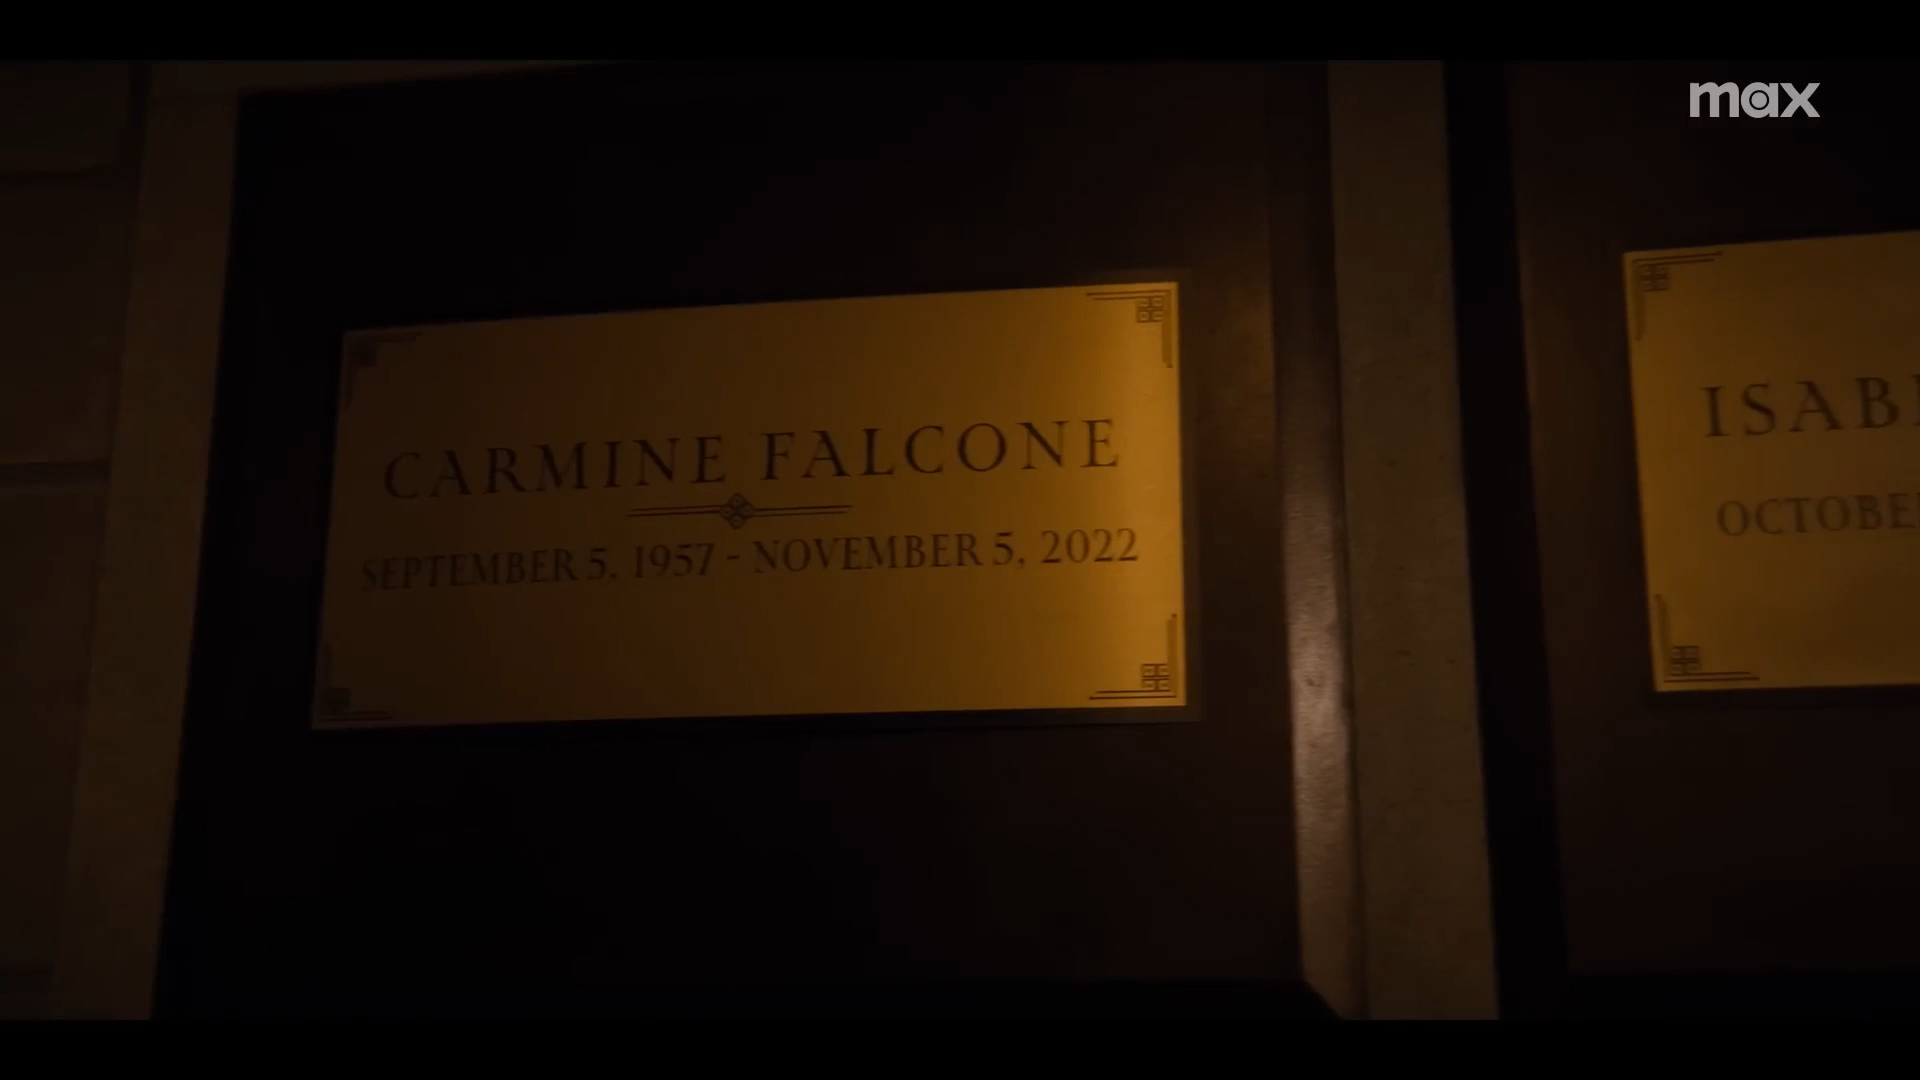 max
CARMINE FALCONE
SEPTEMBER 5, 1957 - NOVEMBER 5, 2022
ISAB
OCTOBE